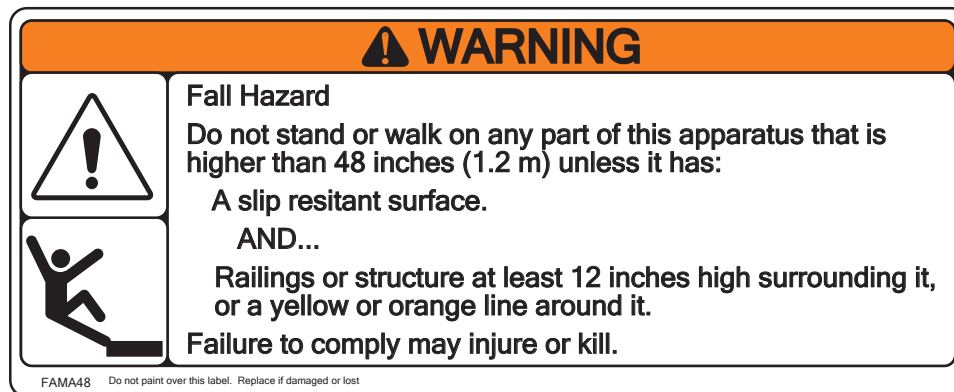 WARNING
Fall Hazard
Do not stand or walk on any part of this apparatus that is
higher than 48 inches (1.2 m) unless it has:
A slip resitant surface.
AND...
Railings or structure at least 12 inches high surrounding it,
or a yellow or orange line around it.
Failure to comply may injure or kill.
FAMA48 Do not paint over this label. Replace if damaged or lost